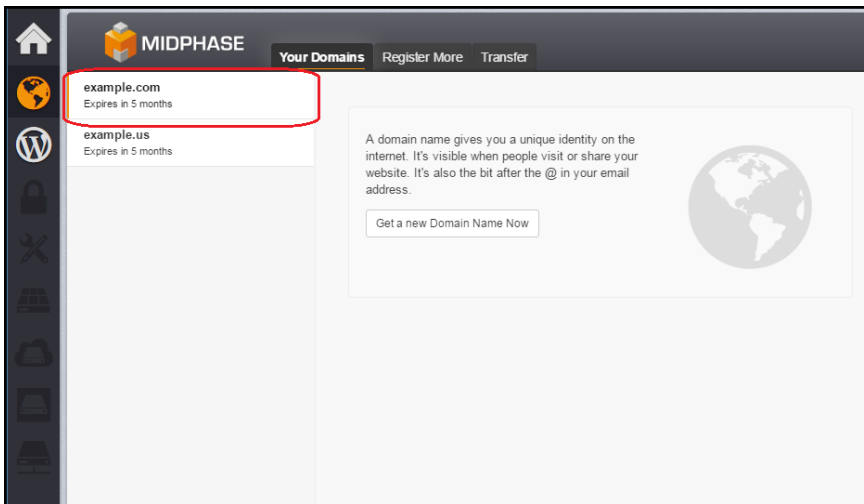 MIDPHASE
Your Domains Register More Transfer
example.com
Expires in 5 months
example.us
Expires in 5 months
A domain name gives you a unique identity on the
internet. It's visible when people visit or share your
website. It's also the bit after the @ in your email
address.
Get a new Domain Name Now